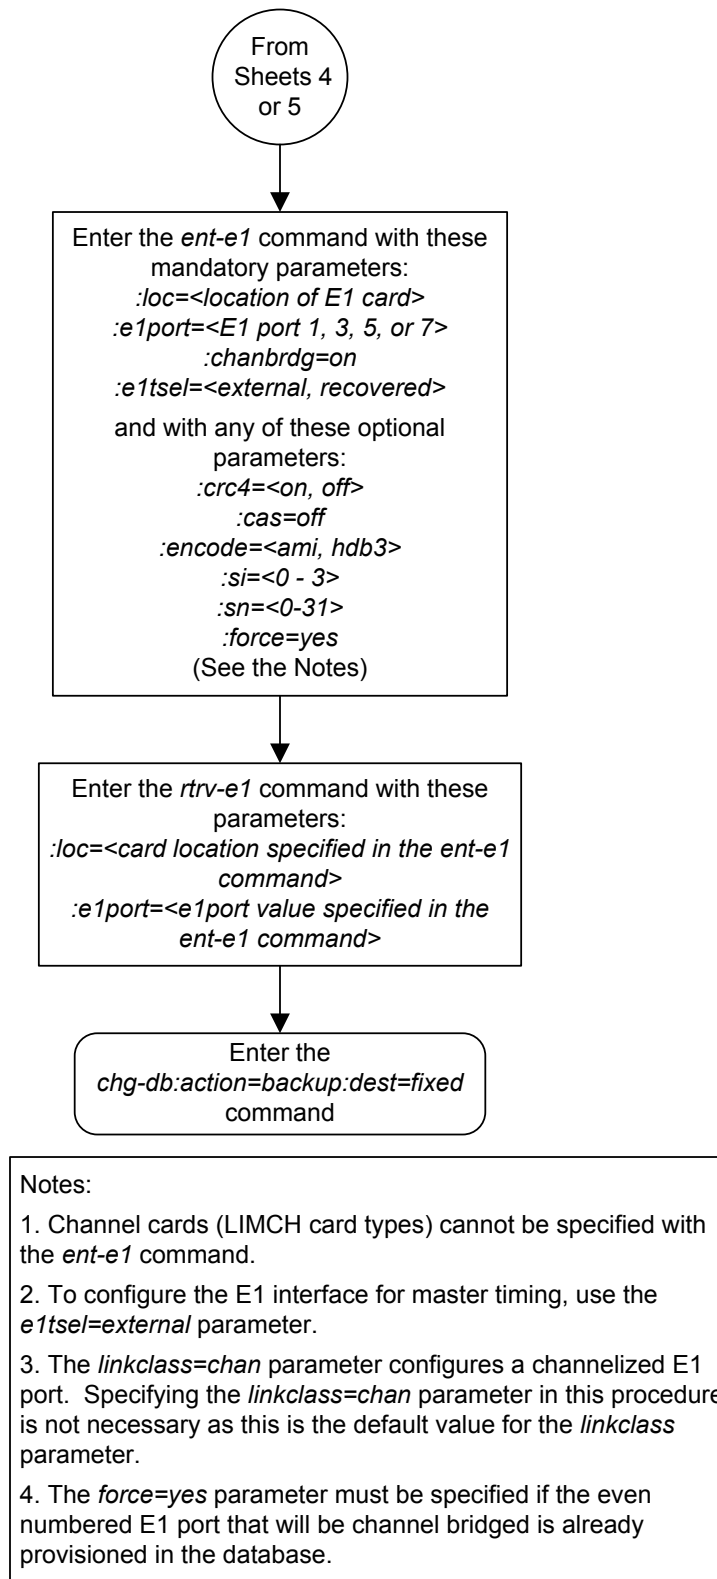 From
Sheets 4
or 5
Enter the ent-e1 command with these
mandatory parameters:
:loc=<location of E1 card>
:e1port=<E1 port 1, 3, 5, or 7>
:chanbrdg=on
:e1tsel=<external, recovered>
and with any of these optional
parameters:
:crc4=<on, off>
:cas=off
:encode=<ami, hdb3>
:si=<0 - 3>
:sn=<0-31>
:force=yes
(See the Notes)
Enter the rtrv-e1 command with these
parameters:
:loc=<card location specified in the ent-e1
command>
:e1port=<e1port value specified in the
ent-e1 command>
Enter the
chg-db:action=backup:dest=fixed
command
Notes:
1. Channel cards (LIMCH card types) cannot be specified with
the ent-e1 command.
2. To configure the E1 interface for master timing, use the
e1tsel=external parameter.
3. The linkclass=chan parameter configures a channelized E1
port. Specifying the linkclass=chan parameter in this procedure
is not necessary as this is the default value for the linkclass
parameter.
4. The force=yes parameter must be specified if the even
numbered E1 port that will be channel bridged is already
provisioned in the database.